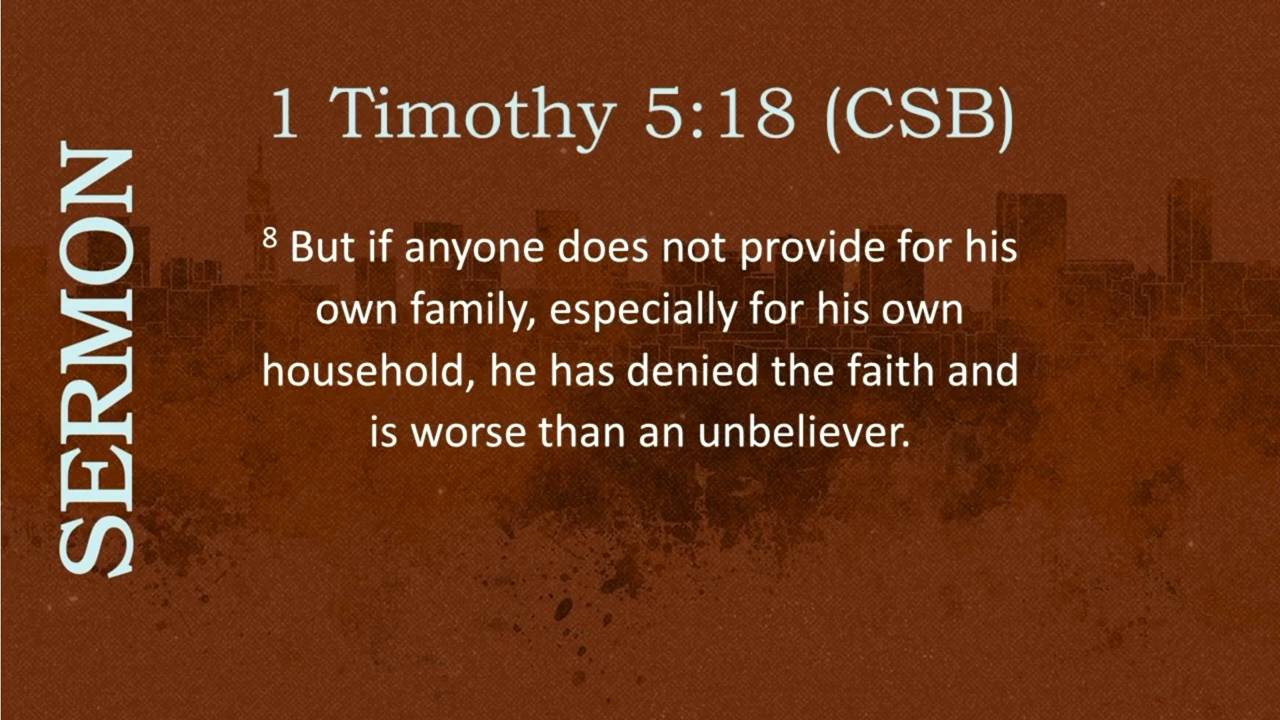 1 Timothy 5:18 (CSB)
SERMON
⁸ But if anyone does not provide for his
own family, especially for his own
household, he has denied the faith and
is worse than an unbeliever.